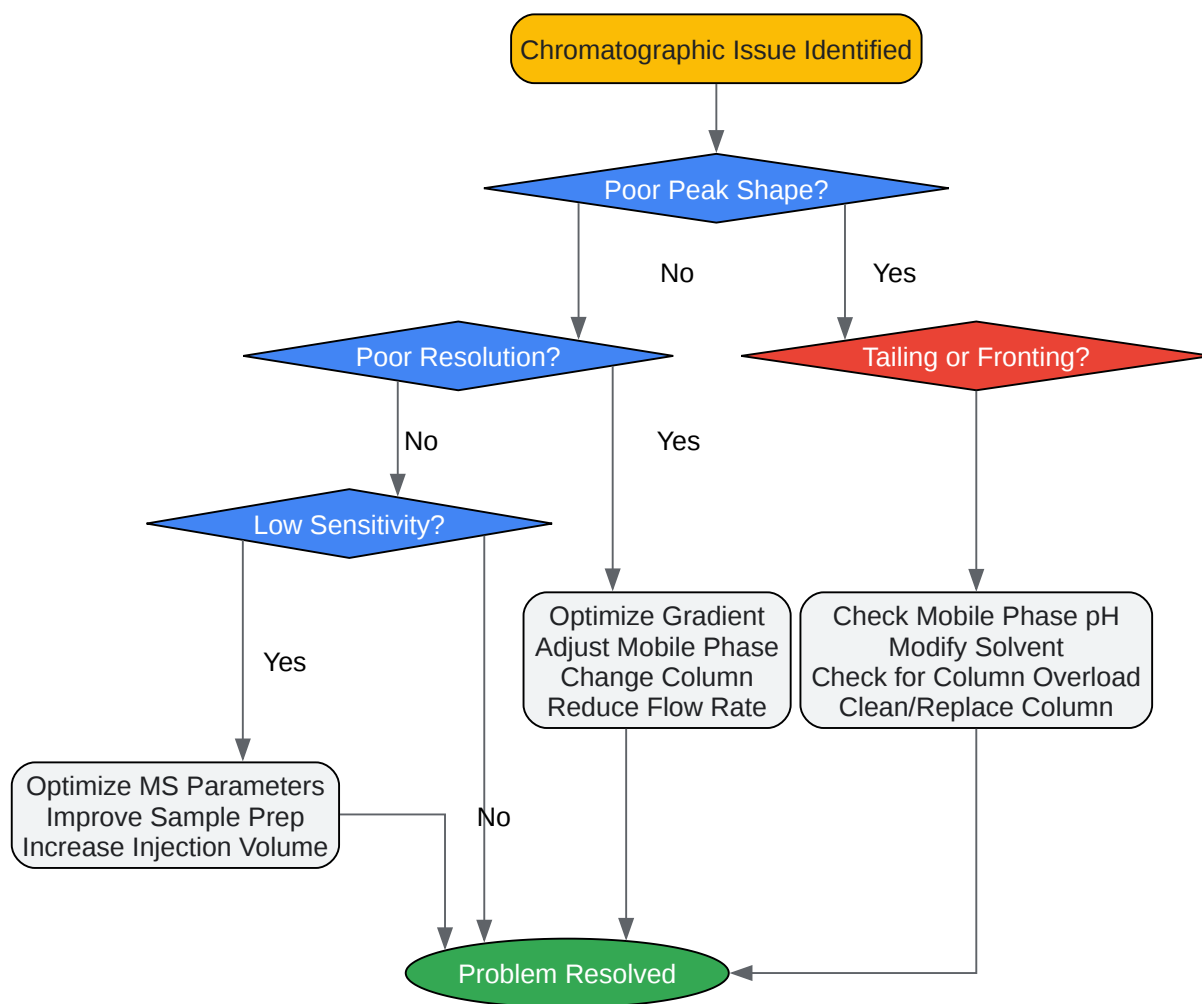 Chromatographic Issue Identified
Poor Peak Shape?
No
Yes
Poor Resolution?
Tailing or Fronting?
No
Yes
Low Sensitivity?
Yes
Optimize Gradient
Adjust Mobile Phase
Change Column
Reduce Flow Rate
Check Mobile Phase pH
Modify Solvent
Check for Column Overload
Clean/Replace Column
Optimize MS Parameters
Improve Sample Prep
Increase Injection Volume
No
Problem Resolved